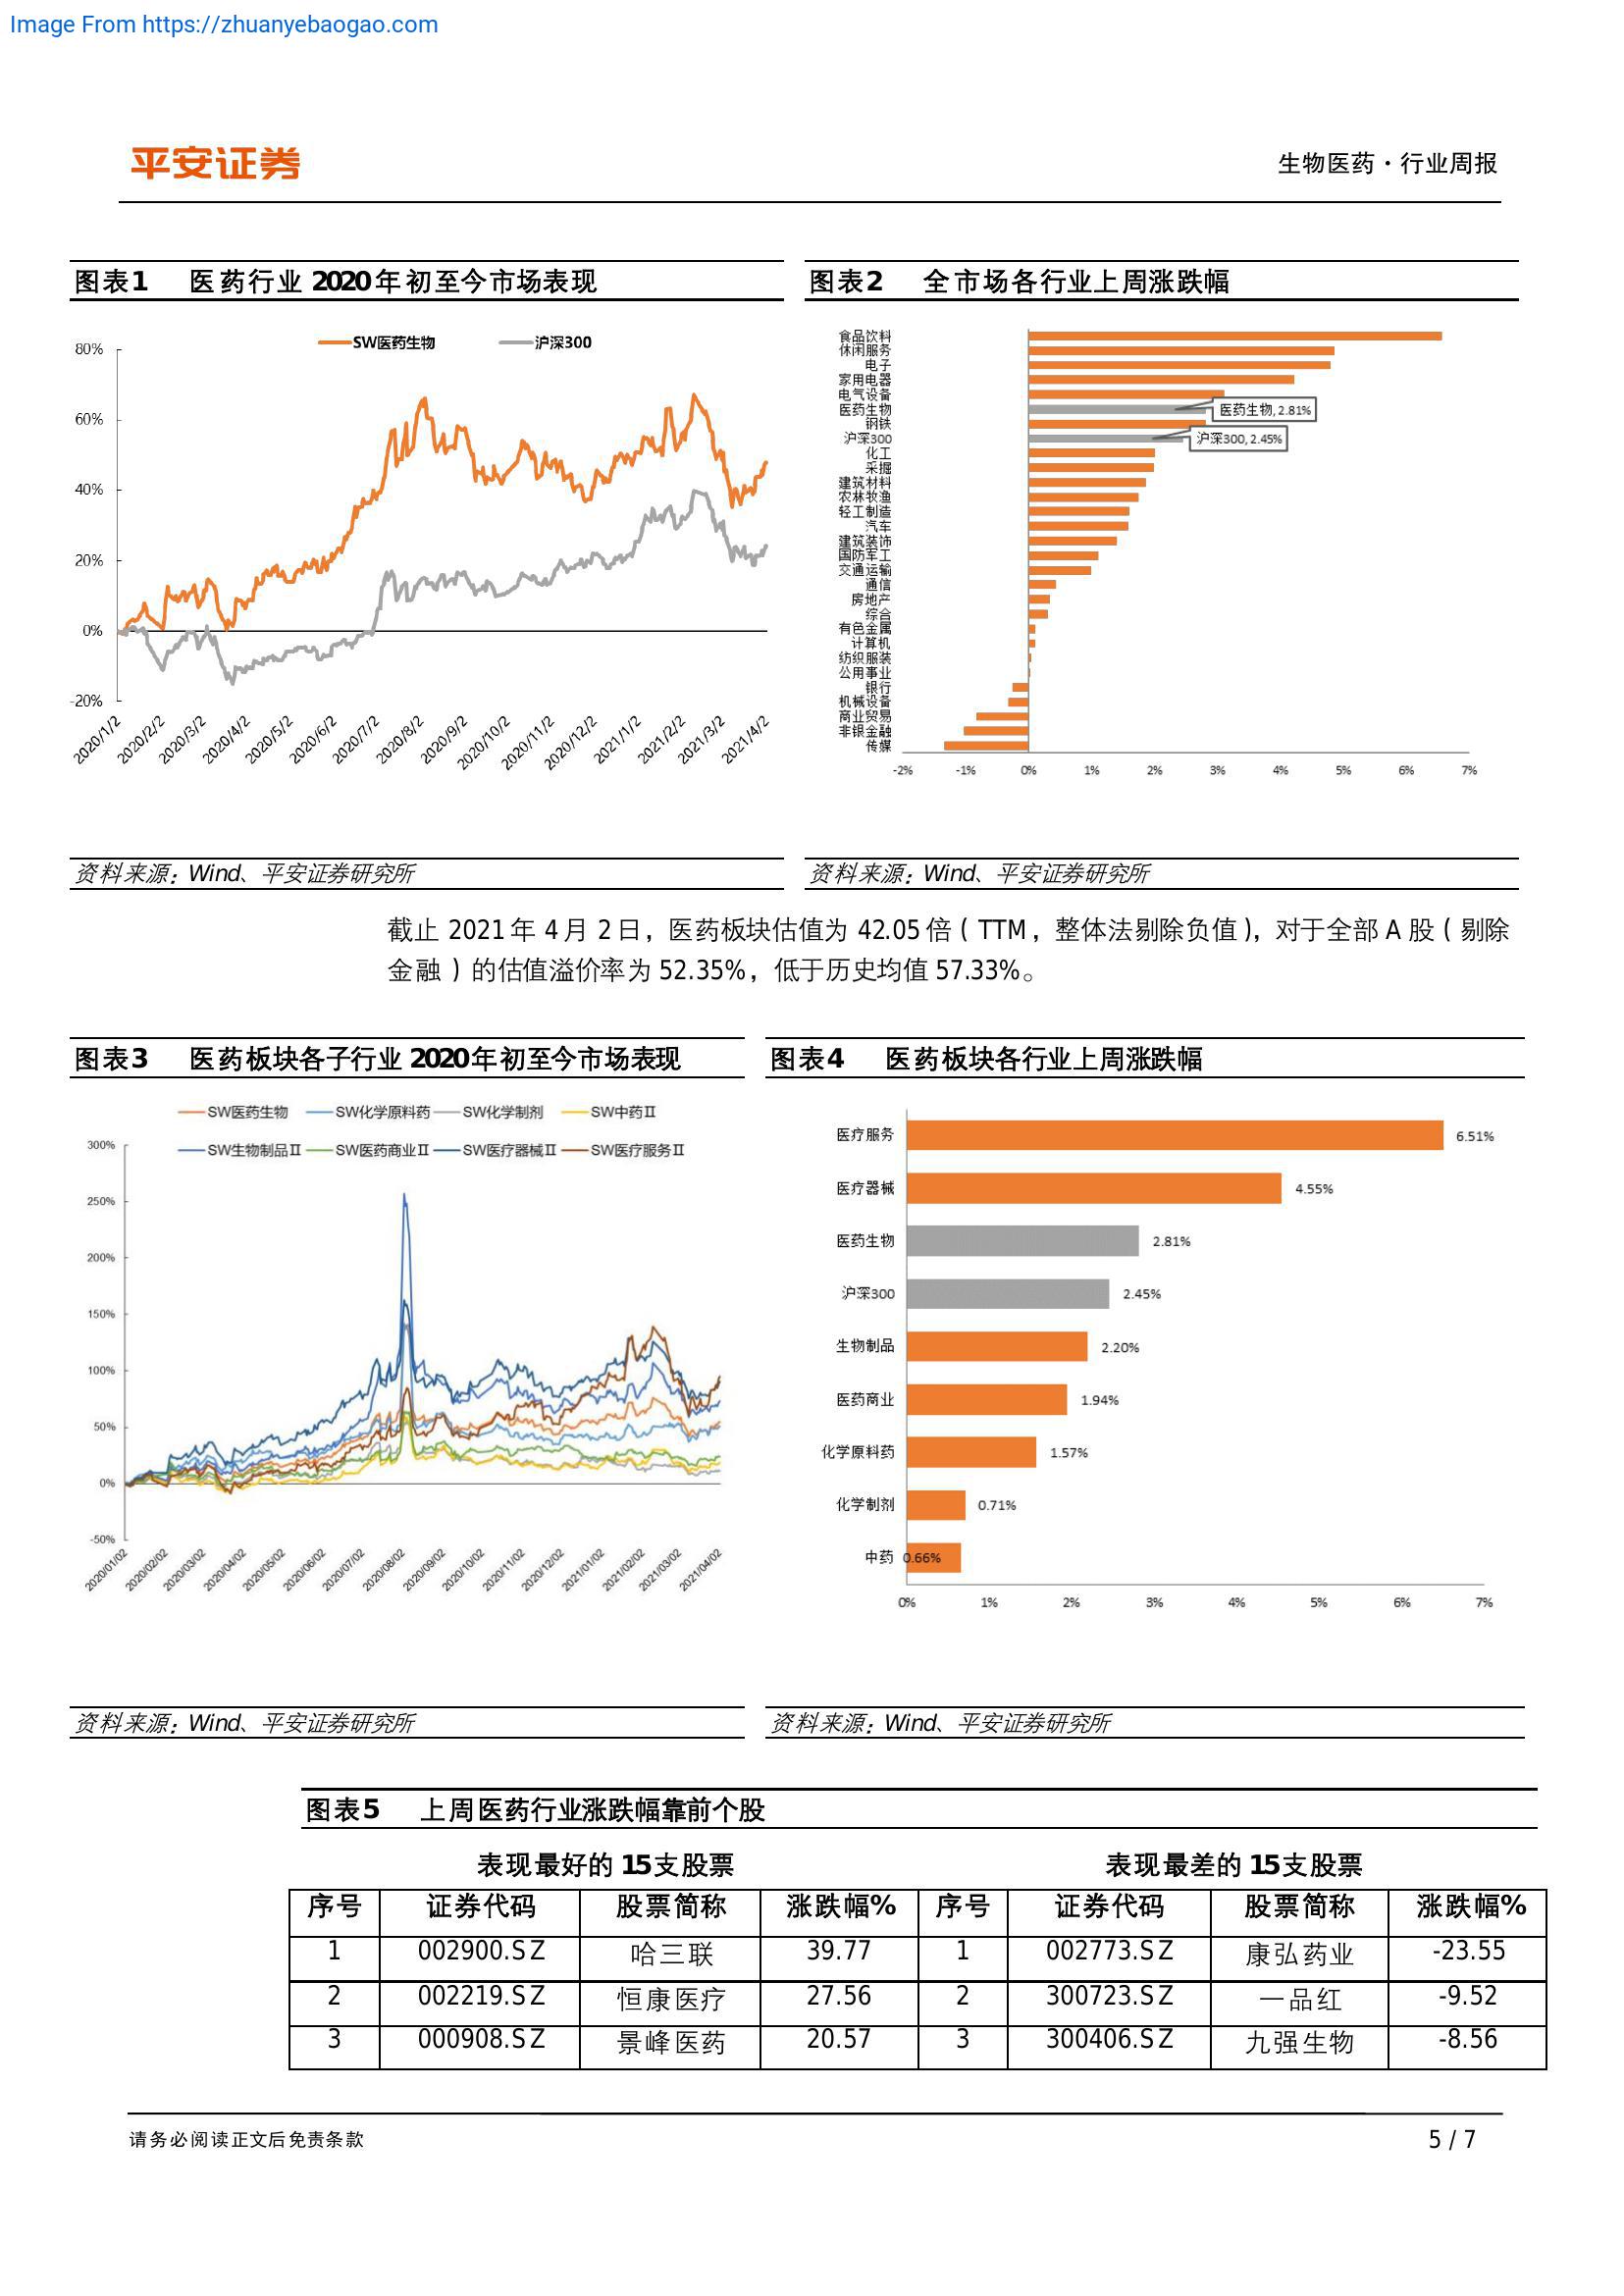 Image From https://zhuanyebaogao.com
平安证券
生物医药·行业周报
图表1 医药行业 2020 年初至今市场表现
SW医药生物 沪深300
80%
60%
40%
20%
0%
-20%
2020/1/2 2020/2/2 2020/3/2 2020/4/2 2020/5/2 2020/6/2 2020/7/2 2020/8/2 2020/9/2 2020/10/2 2020/11/2 2020/12/2 2021/1/2 2021/2/2 2021/3/2 2021/4/2
资料来源：Wind、平安证券研究所
图表2 全市场各行业上周涨跌幅
食品饮料
休闲服务
电子
家用电器
电气设备
医药生物
医药生物, 2.81%
钢铁
沪深300
沪深300, 2.45%
化工
采掘
建筑材料
农林牧渔
轻工制造
汽车
建筑装饰
国防军工
交通运输
通信
房地产
综合
有色金属
计算机
纺织服装
公用事业
银行
机械设备
商业贸易
非银金融
传媒
-2% -1% 0% 1% 2% 3% 4% 5% 6% 7%
资料来源：Wind、平安证券研究所
截止 2021 年 4 月 2 日，医药板块估值为 42.05 倍（TTM，整体法剔除负值），对于全部 A 股（剔除
金融）的估值溢价率为 52.35%，低于历史均值 57.33%。
图表3 医药板块各子行业 2020 年初至今市场表现
SW医药生物 SW化学原料药 SW化学制剂 SW中药Ⅱ
SW生物制品Ⅱ SW医药商业Ⅱ SW医疗器械Ⅱ SW医疗服务Ⅱ
300%
250%
200%
150%
100%
50%
0%
-50%
2020/01/02 2020/02/02 2020/03/02 2020/04/02 2020/05/02 2020/06/02 2020/07/02 2020/08/02 2020/09/02 2020/10/02 2020/11/02 2020/12/02 2021/01/02 2021/02/02 2021/03/02 2021/04/02
资料来源：Wind、平安证券研究所
图表4 医药板块各行业上周涨跌幅
医疗服务 6.51%
医疗器械 4.55%
医药生物 2.81%
沪深300 2.45%
生物制品 2.20%
医药商业 1.94%
化学原料药 1.57%
化学制剂 0.71%
中药 0.66%
0% 1% 2% 3% 4% 5% 6% 7%
资料来源：Wind、平安证券研究所
图表5 上周医药行业涨跌幅靠前个股
表现最好的 15 支股票 表现最差的 15 支股票
序号 证券代码 股票简称 涨跌幅% 序号 证券代码 股票简称 涨跌幅%
1 002900.SZ 哈三联 39.77 1 002773.SZ 康弘药业 -23.55
2 002219.SZ 恒康医疗 27.56 2 300723.SZ 一品红 -9.52
3 000908.SZ 景峰医药 20.57 3 300406.SZ 九强生物 -8.56
请务必阅读正文后免责条款
5 / 7